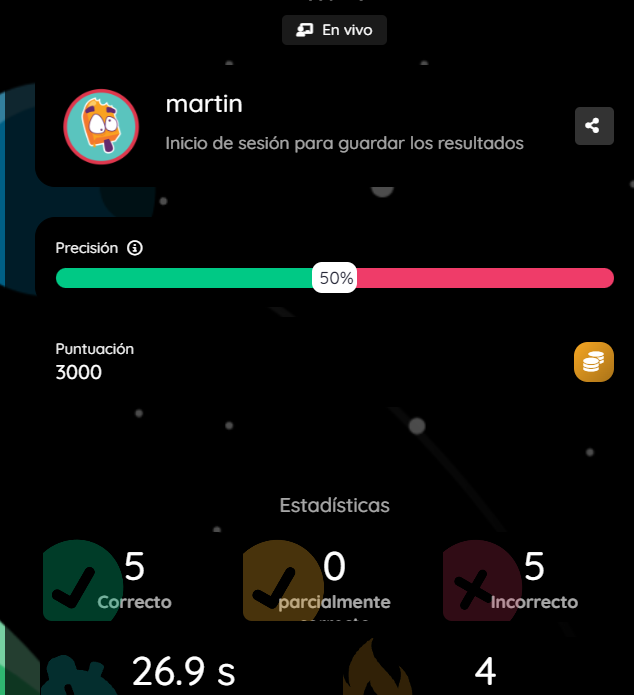 En vivo
martin
Inicio de sesión para guardar los resultados
Precisión
50%
Puntuación
3000
Estadísticas
5
Correcto
0
parcialmente
correcto
5
Incorrecto
26.9 s
4